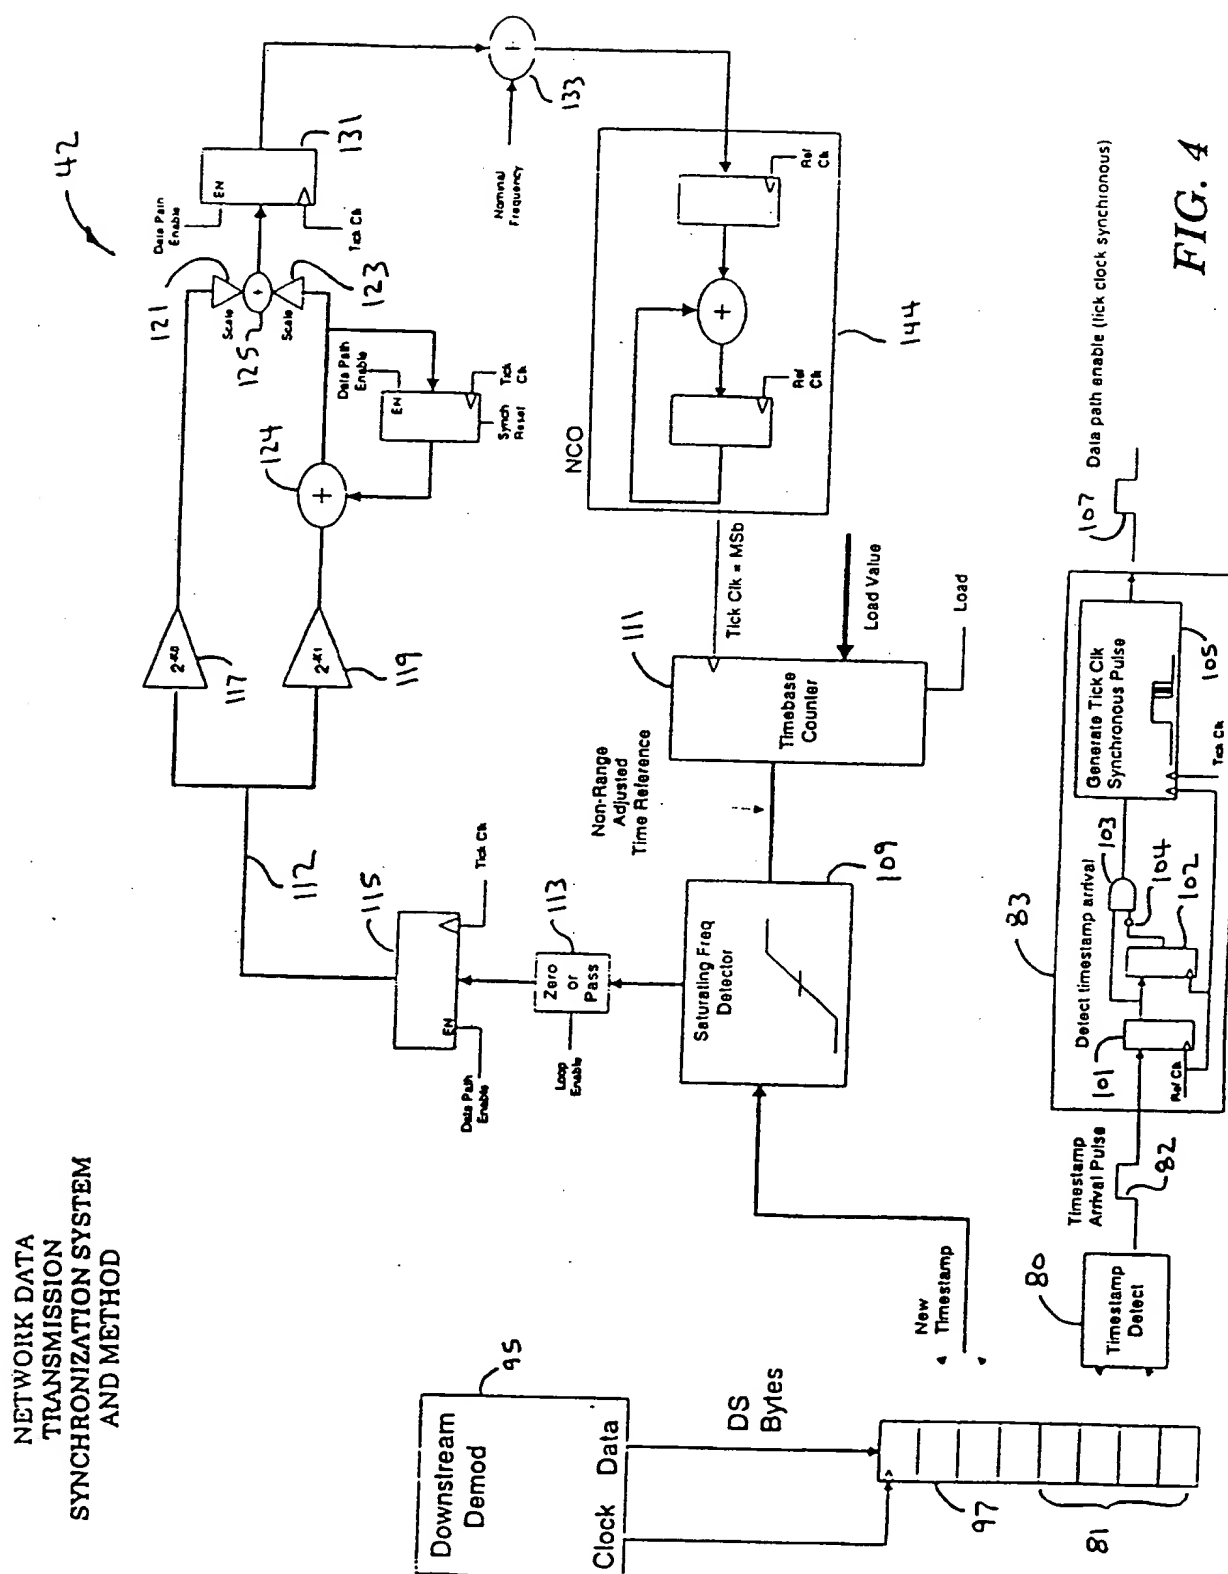 NETWORK DATA
TRANSMISSION
SYNCHRONIZATION SYSTEM
AND METHOD
42
Data Path
Enable
EN
131
Tick Clk
121
Scale
+
Scale
123
125
Nominal
Frequency
133
2-K0
117
2-K1
119
124
+
Data Path
Enable
EN
Tick
Clk
Synch
Reset
112
115
EN
Tick Clk
Data Path
Enable
113
Zero
or
Pass
Loop
Enable
NCO
Ref
Clk
+
Ref
Clk
144
Tick Clk = MSb
111
Timebase
Counter
Load Value
Load
Non-Range
Adjusted
Time Reference
Saturating Freq
Detector
109
95
Downstream
Demod
Clock Data
DS
Bytes
97
81
New
Timestamp
80
Timestamp
Detect
Timestamp
Arrival Pulse
82
83
Detect timestamp arrival
101
Ref Clk
102
103
104
Generate Tick Clk
Synchronous Pulse
105
Tick Clk
107
Data path enable (tick clock synchronous)
FIG. 4